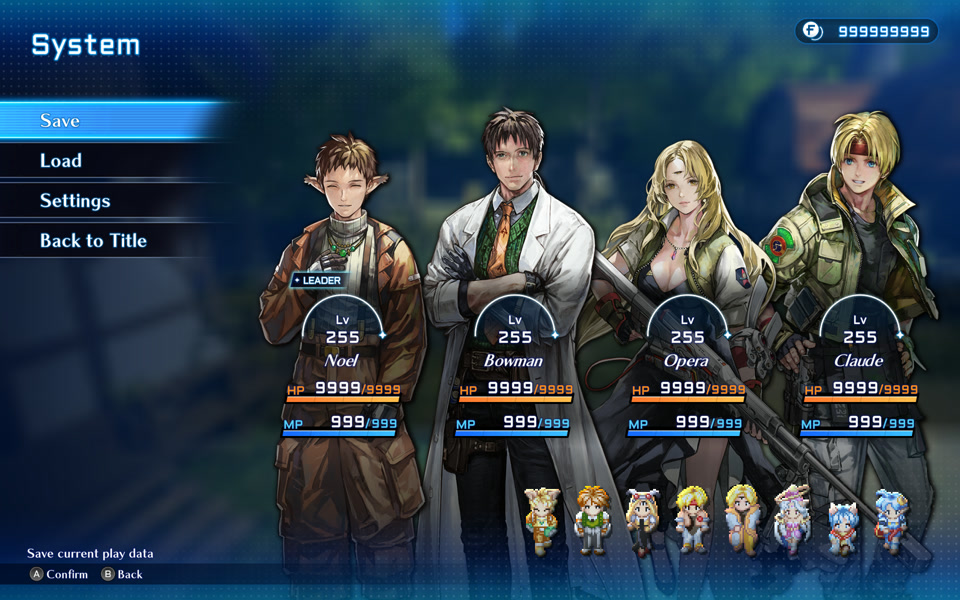 System
F 999999999
Save
Load
Settings
Back to Title
LEADER
Lv Lv Lv Lv
255 255 255 255
Noel Bowman Opera Claude
HP 9999/9999 HP 9999/9999 HP 9999/9999 HP 9999/9999
MP 999/999 MP 999/999 MP 999/999 MP 999/999
Save current play data
A Confirm B Back